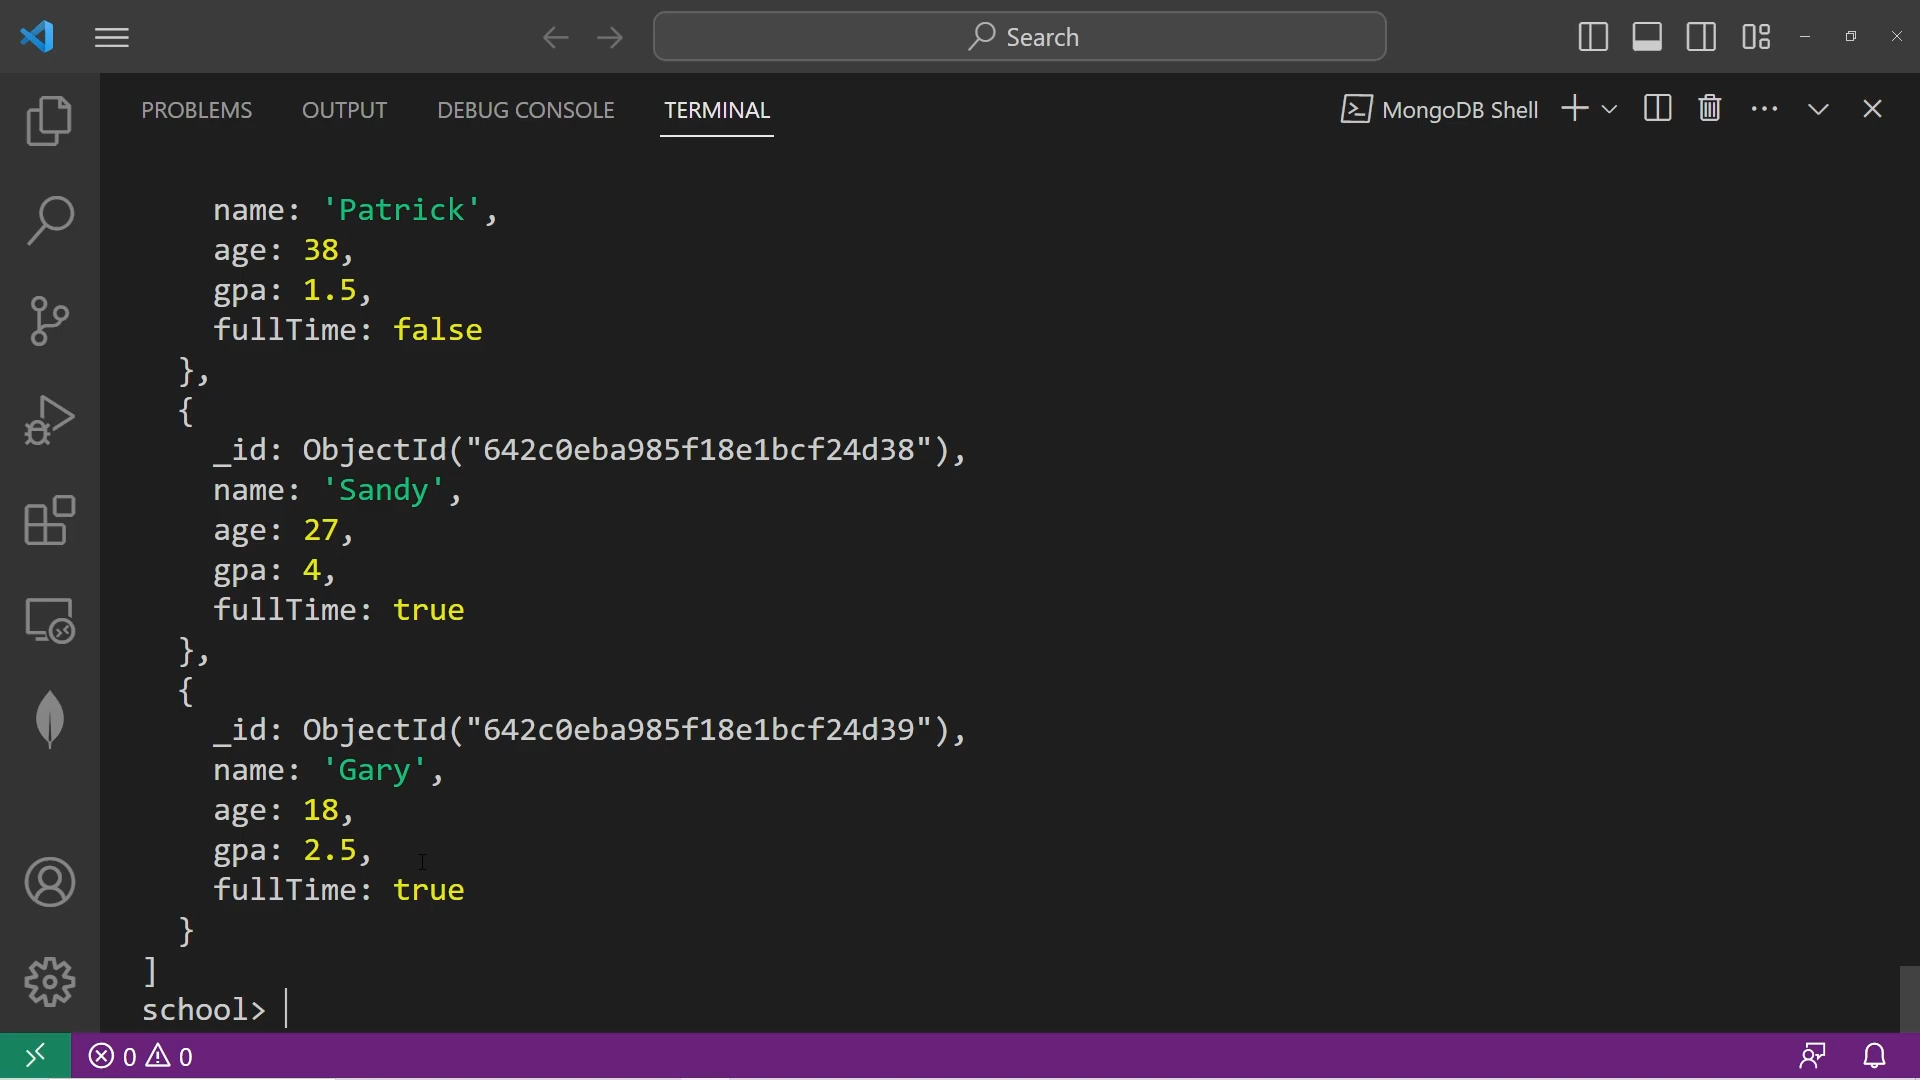 Search
PROBLEMS OUTPUT DEBUG CONSOLE TERMINAL MongoDB Shell
name: 'Patrick',
age: 38,
gpa: 1.5,
fullTime: false
},
{
_id: ObjectId("642c0eba985f18e1bcf24d38"),
name: 'Sandy',
age: 27,
gpa: 4,
fullTime: true
},
{
_id: ObjectId("642c0eba985f18e1bcf24d39"),
name: 'Gary',
age: 18,
gpa: 2.5,
fullTime: true
}
]
school>
0 0